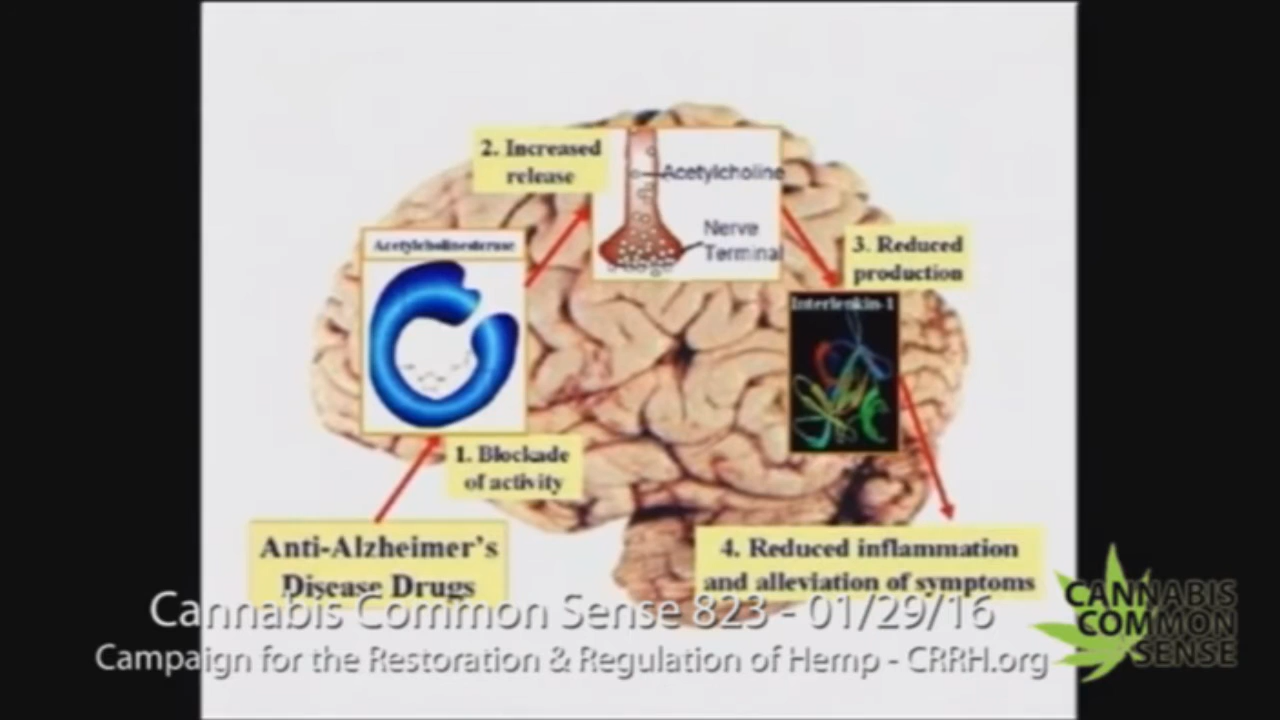 2. Increased
release
Acetylcholine
Nerve
Terminal
Acetylcholinesterase
3. Reduced
production
Interleukin-1
1. Blockade
of activity
Anti-Alzheimer's
Disease Drugs
4. Reduced inflammation
and alleviation of symptoms
Cannabis Common Sense 823 - 01/29/16
Campaign for the Restoration & Regulation of Hemp - CRRH.org
CANNABIS
COMMON
SENSE